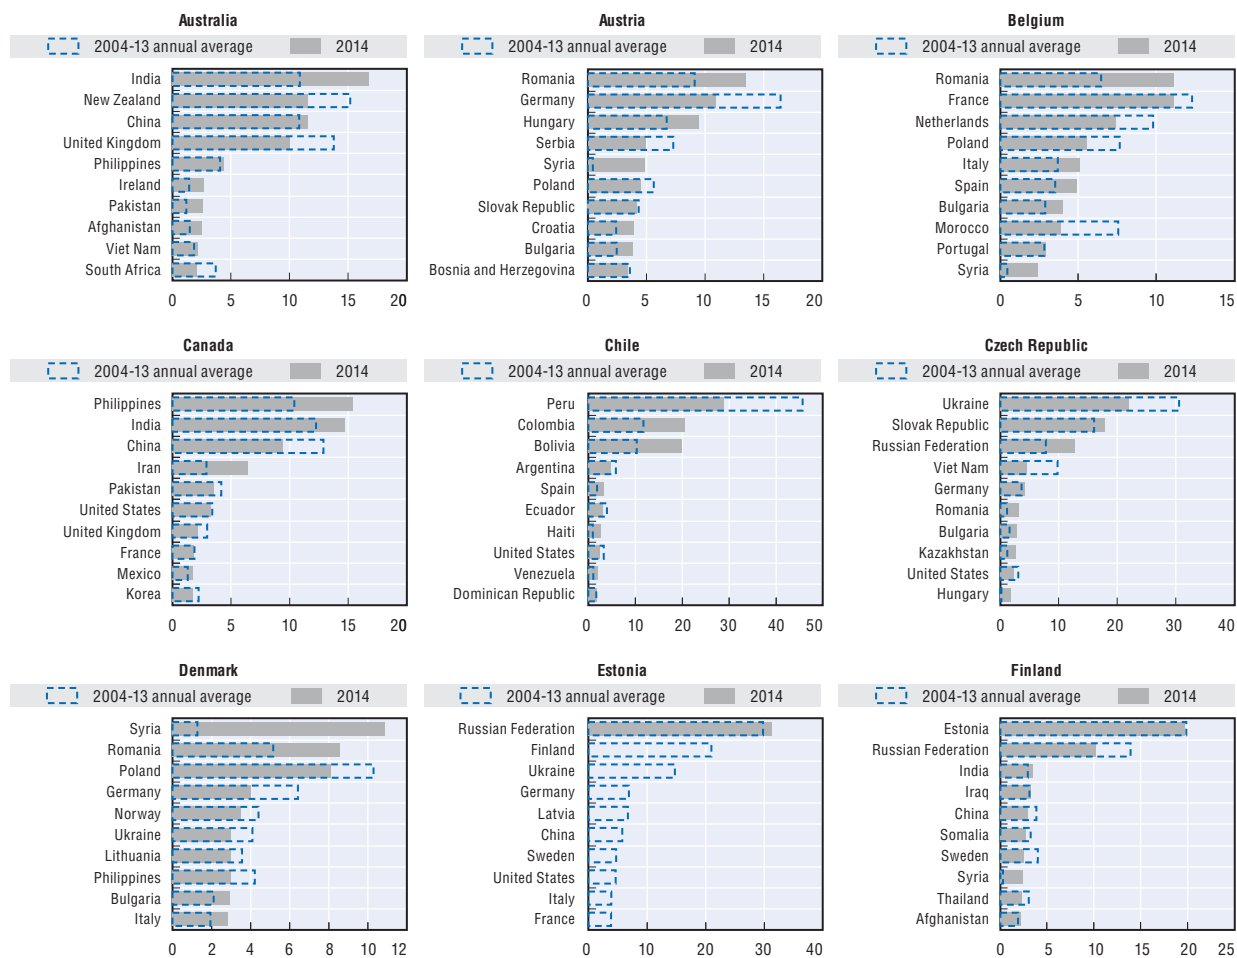 Australia
2004-13 annual average 2014
India
New Zealand
China
United Kingdom
Philippines
Ireland
Pakistan
Afghanistan
Viet Nam
South Africa
0 5 10 15 20
Austria
2004-13 annual average 2014
Romania
Germany
Hungary
Serbia
Syria
Poland
Slovak Republic
Croatia
Bulgaria
Bosnia and Herzegovina
0 5 10 15 20
Belgium
2004-13 annual average 2014
Romania
France
Netherlands
Poland
Italy
Spain
Bulgaria
Morocco
Portugal
Syria
0 5 10 15
Canada
2004-13 annual average 2014
Philippines
India
China
Iran
Pakistan
United States
United Kingdom
France
Mexico
Korea
0 5 10 15 20
Chile
2004-13 annual average 2014
Peru
Colombia
Bolivia
Argentina
Spain
Ecuador
Haiti
United States
Venezuela
Dominican Republic
0 10 20 30 40 50
Czech Republic
2004-13 annual average 2014
Ukraine
Slovak Republic
Russian Federation
Viet Nam
Germany
Romania
Bulgaria
Kazakhstan
United States
Hungary
0 10 20 30 40
Denmark
2004-13 annual average 2014
Syria
Romania
Poland
Germany
Norway
Ukraine
Lithuania
Philippines
Bulgaria
Italy
0 2 4 6 8 10 12
Estonia
2004-13 annual average 2014
Russian Federation
Finland
Ukraine
Germany
Latvia
China
Sweden
United States
Italy
France
0 10 20 30 40
Finland
2004-13 annual average 2014
Estonia
Russian Federation
India
Iraq
China
Somalia
Sweden
Syria
Thailand
Afghanistan
0 5 10 15 20 25